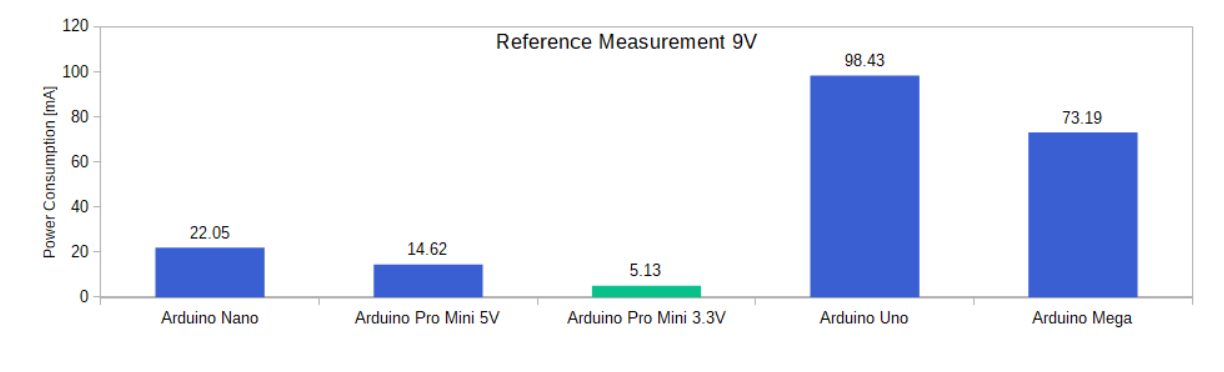 Reference Measurement 9V
Power Consumption [mA]
120
100
80
60
40
20
0
22.05
14.62
5.13
98.43
73.19
Arduino Nano
Arduino Pro Mini 5V
Arduino Pro Mini 3.3V
Arduino Uno
Arduino Mega